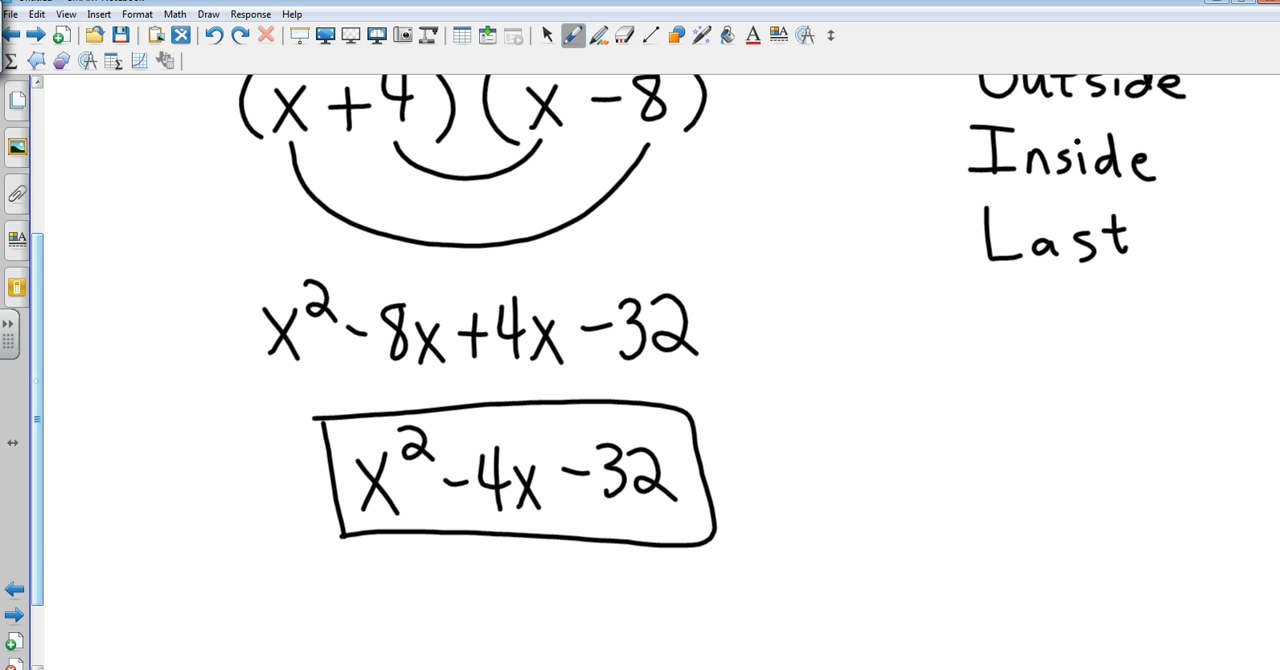 File Edit View Insert Format Math Draw Response Help
(x + 4) (x - 8)
Outside
Inside
Last
x² - 8x + 4x - 32
x² - 4x - 32